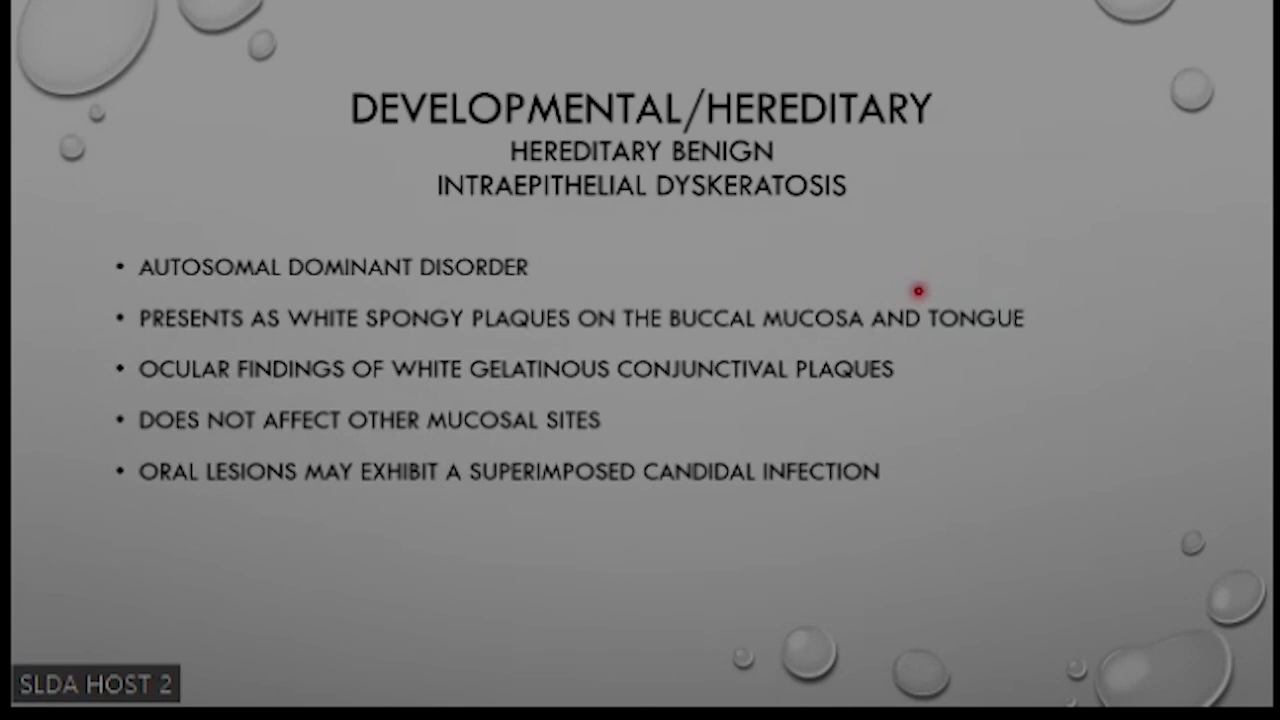 DEVELOPMENTAL/HEREDITARY
HEREDITARY BENIGN
INTRAEPITHELIAL DYSKERATOSIS
• AUTOSOMAL DOMINANT DISORDER
• PRESENTS AS WHITE SPONGY PLAQUES ON THE BUCCAL MUCOSA AND TONGUE
• OCULAR FINDINGS OF WHITE GELATINOUS CONJUNCTIVAL PLAQUES
• DOES NOT AFFECT OTHER MUCOSAL SITES
• ORAL LESIONS MAY EXHIBIT A SUPERIMPOSED CANDIDAL INFECTION
SLDA HOST 2